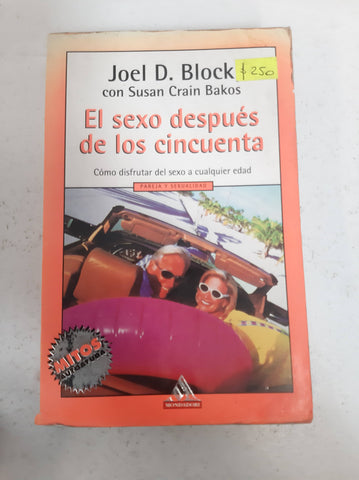 Joel D. Block
$ 250
con Susan Crain Bakos
El sexo después
de los cincuenta
Cómo disfrutar del sexo a cualquier edad
PAREJA Y SEXUALIDAD
MITOS
AUTOAYUDA
MONDADORI